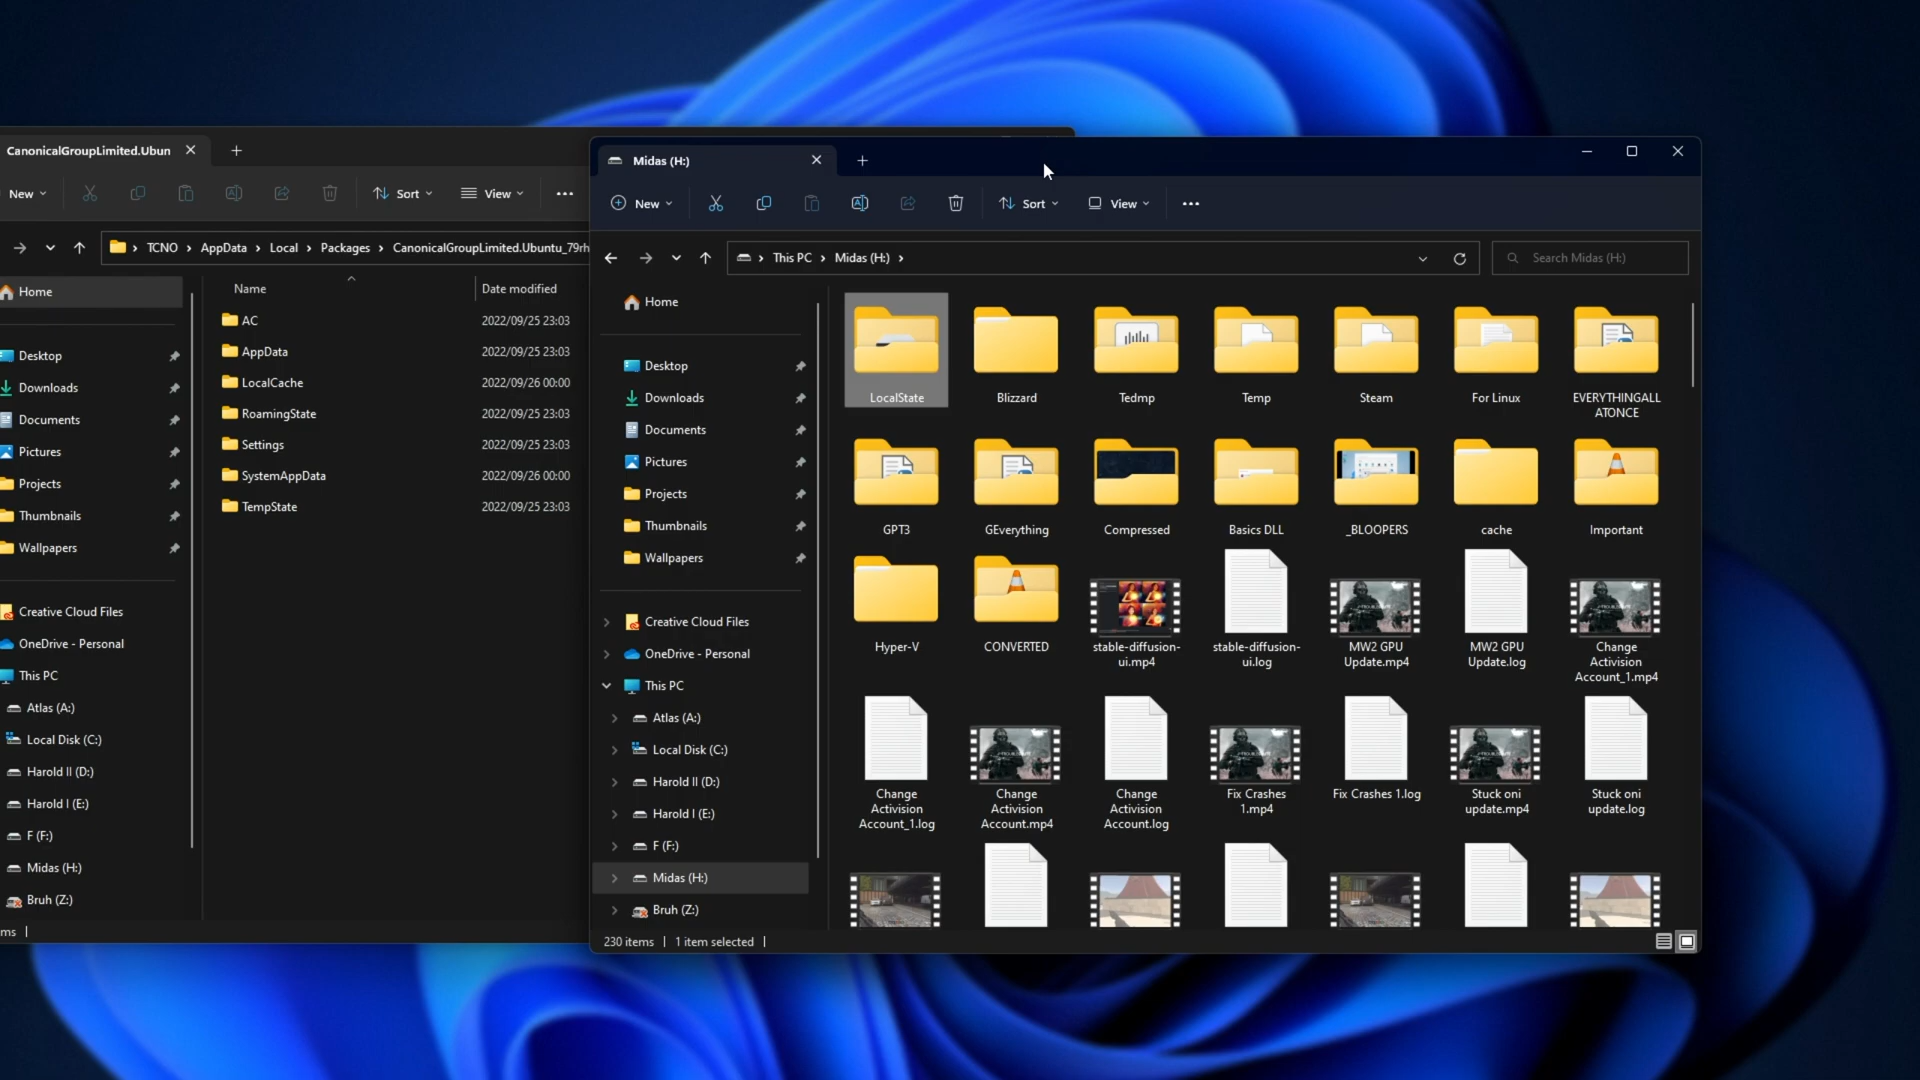 CanonicalGroupLimited.Ubun
New
Sort
View
TCNO
AppData
Local
Packages
CanonicalGroupLimited.Ubuntu_79rh
Home
Desktop
Downloads
Documents
Pictures
Projects
Thumbnails
Wallpapers
Creative Cloud Files
OneDrive - Personal
This PC
Atlas (A:)
Local Disk (C:)
Harold II (D:)
Harold I (E:)
F (F:)
Midas (H:)
Bruh (Z:)
Name
Date modified
AC
2022/09/25 23:03
AppData
2022/09/25 23:03
LocalCache
2022/09/26 00:00
RoamingState
2022/09/25 23:03
Settings
2022/09/25 23:03
SystemAppData
2022/09/26 00:00
TempState
2022/09/25 23:03
ms
Midas (H:)
New
Sort
View
This PC
Midas (H:)
Search Midas (H:)
Home
Desktop
Downloads
Documents
Pictures
Projects
Thumbnails
Wallpapers
Creative Cloud Files
OneDrive - Personal
This PC
Atlas (A:)
Local Disk (C:)
Harold II (D:)
Harold I (E:)
F (F:)
Midas (H:)
Bruh (Z:)
LocalState
Blizzard
Tedmp
Temp
Steam
For Linux
EVERYTHINGALL
ATONCE
GPT3
GEverything
Compressed
Basics DLL
_BLOOPERS
cache
Important
Hyper-V
CONVERTED
stable-diffusion-
ui.mp4
stable-diffusion-
ui.log
MW2 GPU
Update.mp4
MW2 GPU
Update.log
Change
Activision
Account_1.mp4
Change
Activision
Account_1.log
Change
Activision
Account.mp4
Change
Activision
Account.log
Fix Crashes
1.mp4
Fix Crashes 1.log
Stuck oni
update.mp4
Stuck oni
update.log
230 items
1 item selected